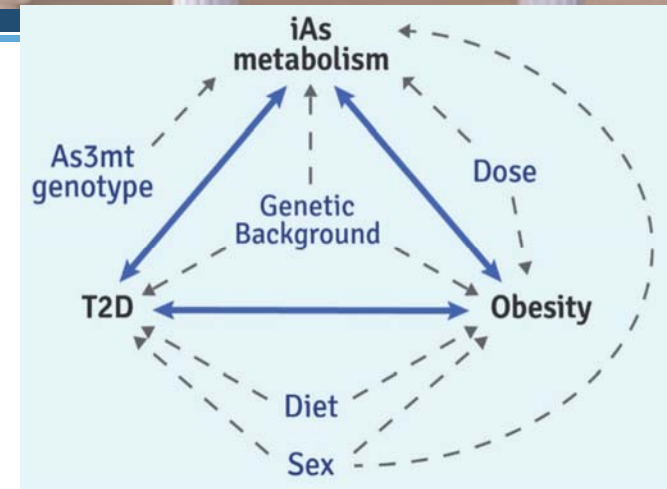 iAs
metabolism
As3mt
genotype
Dose
Genetic
Background
T2D
Obesity
Diet
Sex